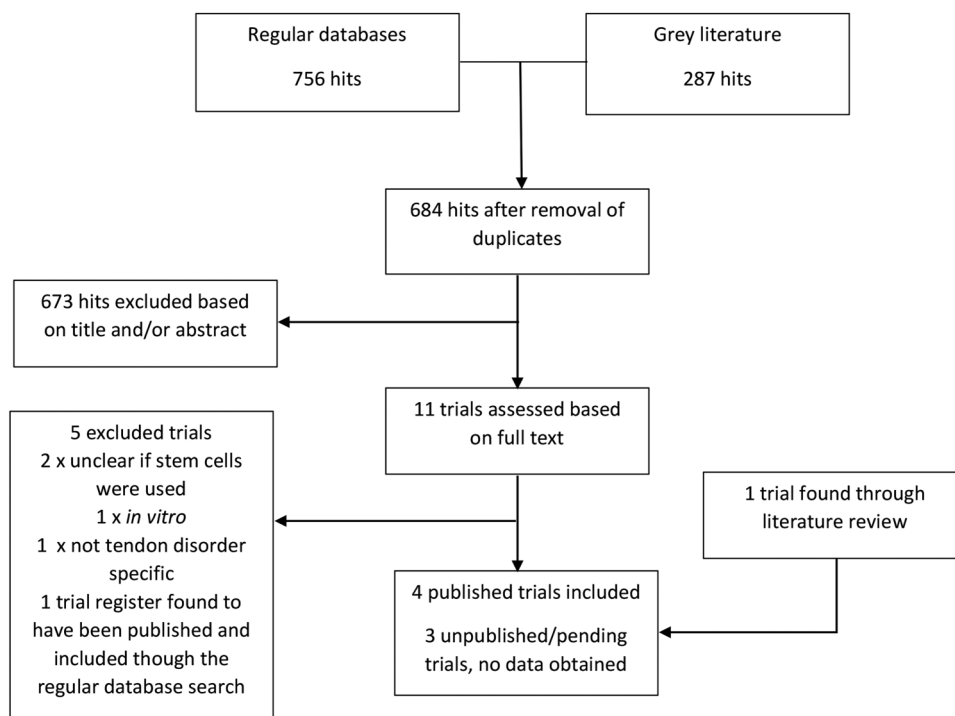 Regular databases
756 hits
Grey literature
287 hits
684 hits after removal of
duplicates
673 hits excluded based
on title and/or abstract
11 trials assessed based
on full text
5 excluded trials
2 x unclear if stem cells
were used
1 x in vitro
1 x not tendon disorder
specific
1 trial register found to
have been published and
included though the
regular database search
1 trial found through
literature review
4 published trials included
3 unpublished/pending
trials, no data obtained